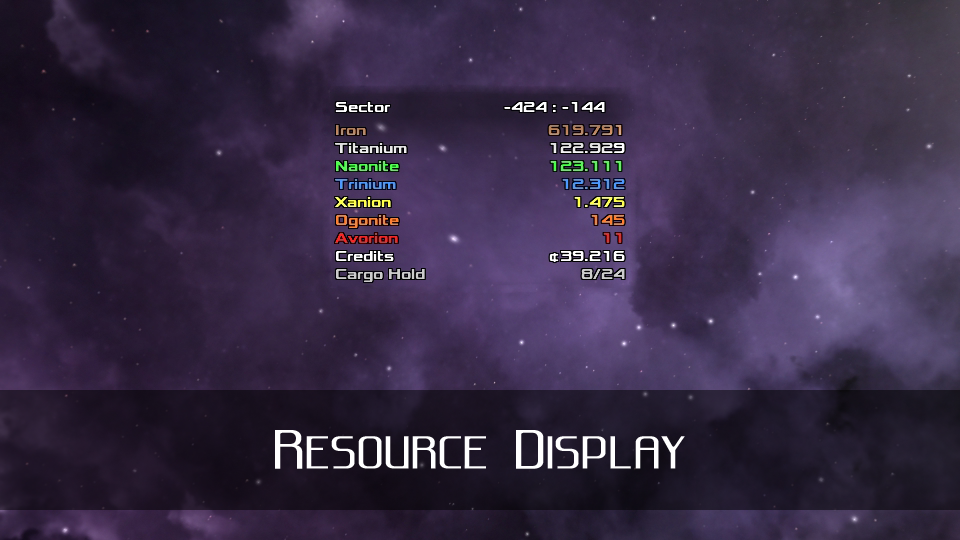 Sector -424 : -144
Iron 619.791
Titanium 122.929
Naonite 123.111
Trinium 12.312
Xanion 1.475
Ogonite 145
Avorion 11
Credits ¢39.216
Cargo Hold 8/24
Resource Display